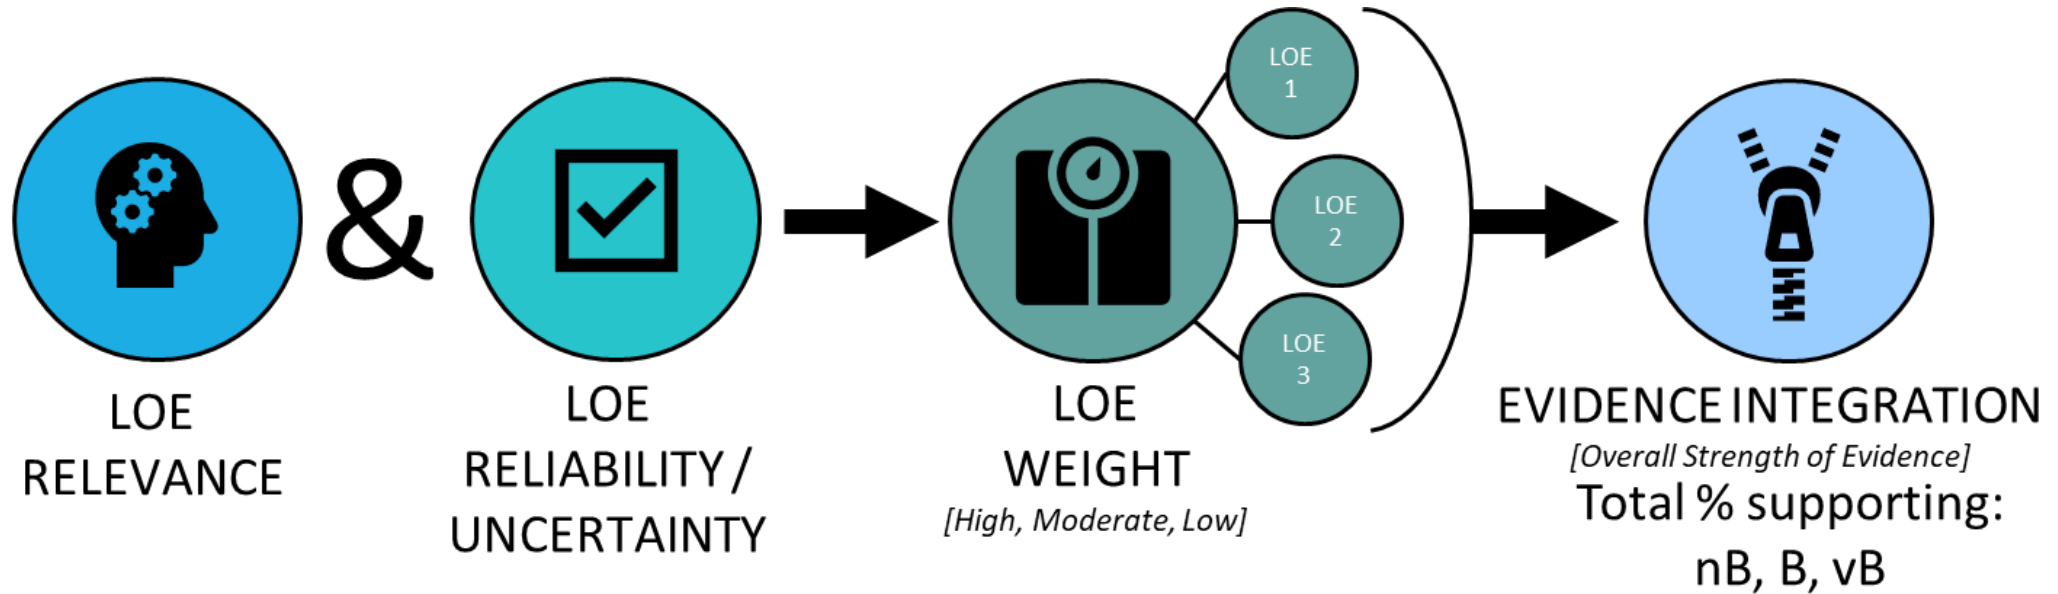 LOE
RELEVANCE
&
LOE
RELIABILITY /
UNCERTAINTY
LOE
WEIGHT
[High, Moderate, Low]
LOE
1
LOE
2
LOE
3
EVIDENCE INTEGRATION
[Overall Strength of Evidence]
Total % supporting:
nB, B, vB